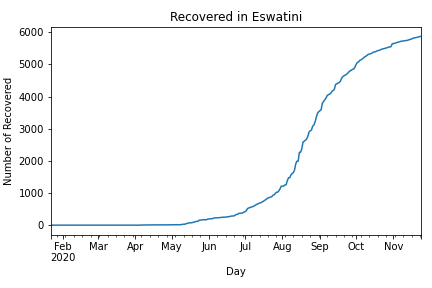 Recovered in Eswatini
Number of Recovered
6000
5000
4000
3000
2000
1000
0
Feb Mar Apr May Jun Jul Aug Sep Oct Nov
2020
Day